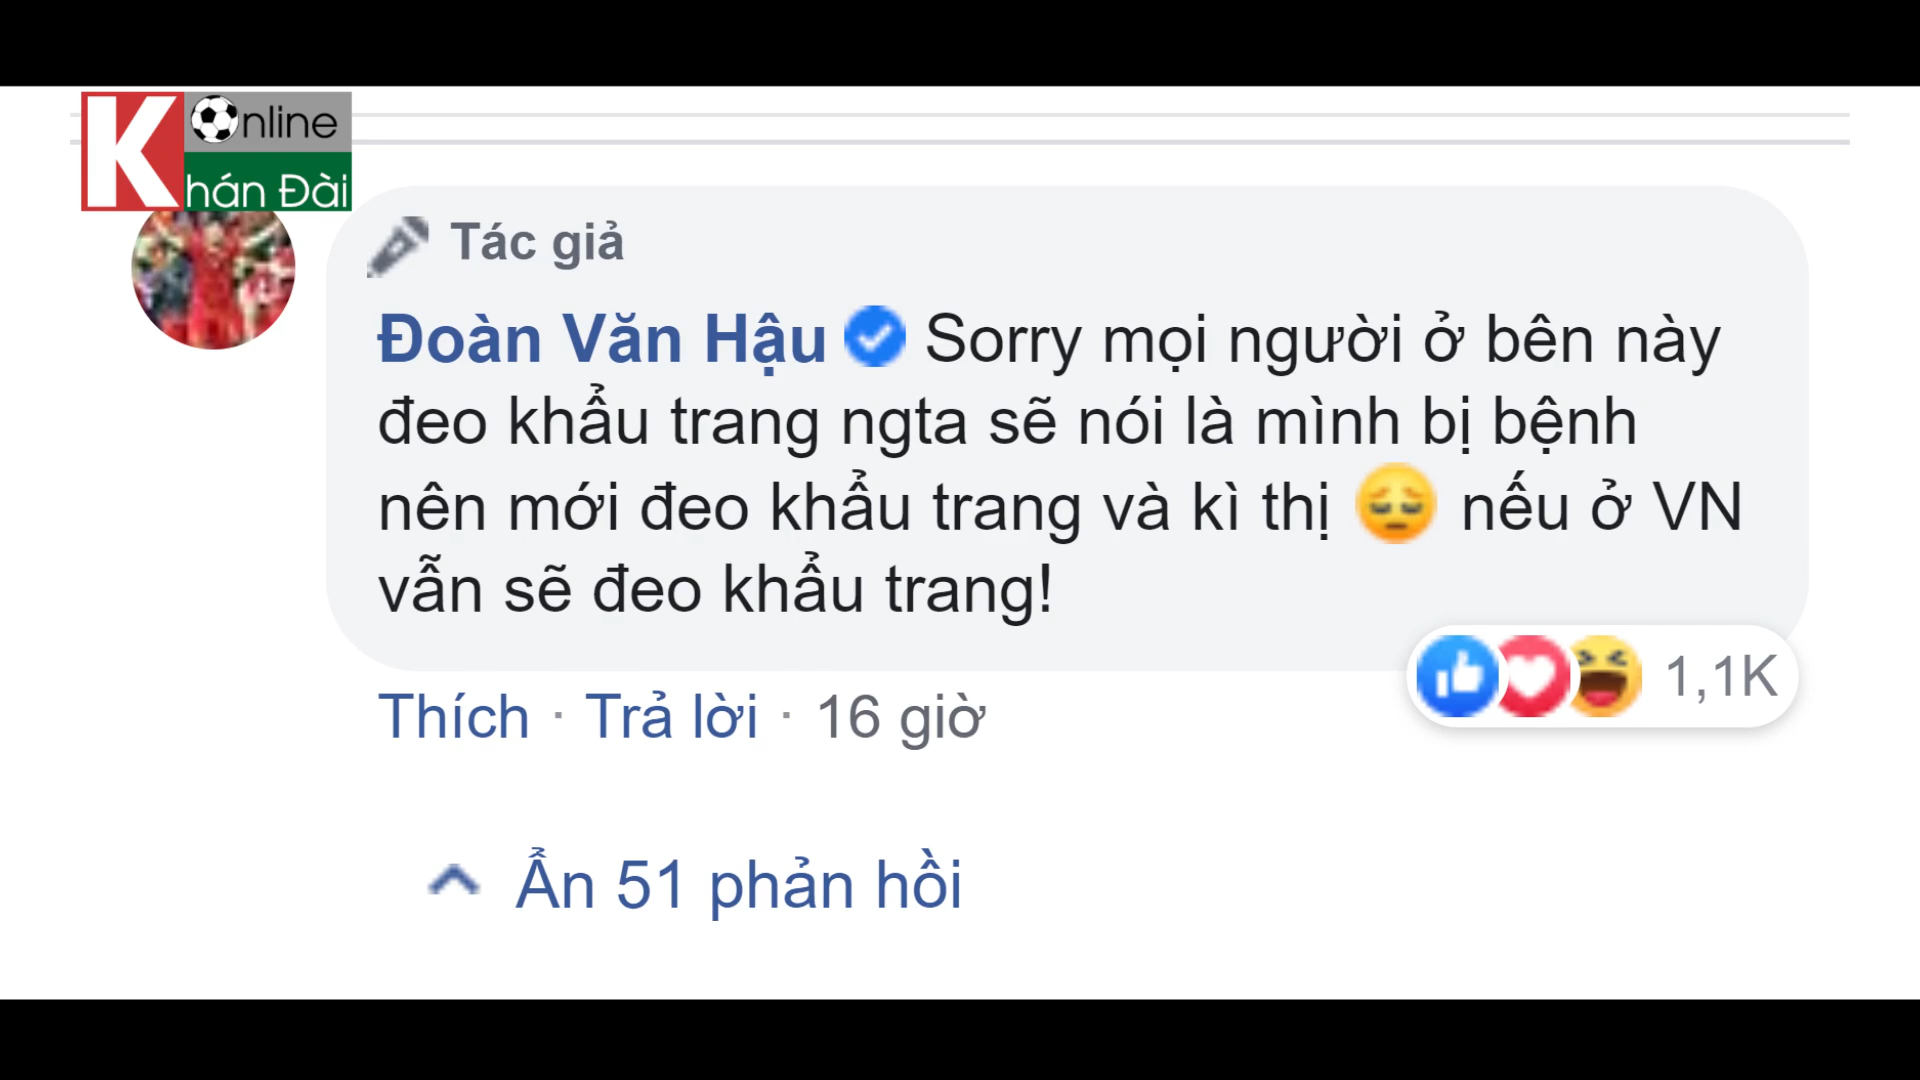 K Online
Khán Đài
Tác giả
Đoàn Văn Hậu Sorry mọi người ở bên này
đeo khẩu trang ngta sẽ nói là mình bị bệnh
nên mới đeo khẩu trang và kì thị 😔 nếu ở VN
vẫn sẽ đeo khẩu trang!
1,1K
Thích · Trả lời · 16 giờ
Ẩn 51 phản hồi